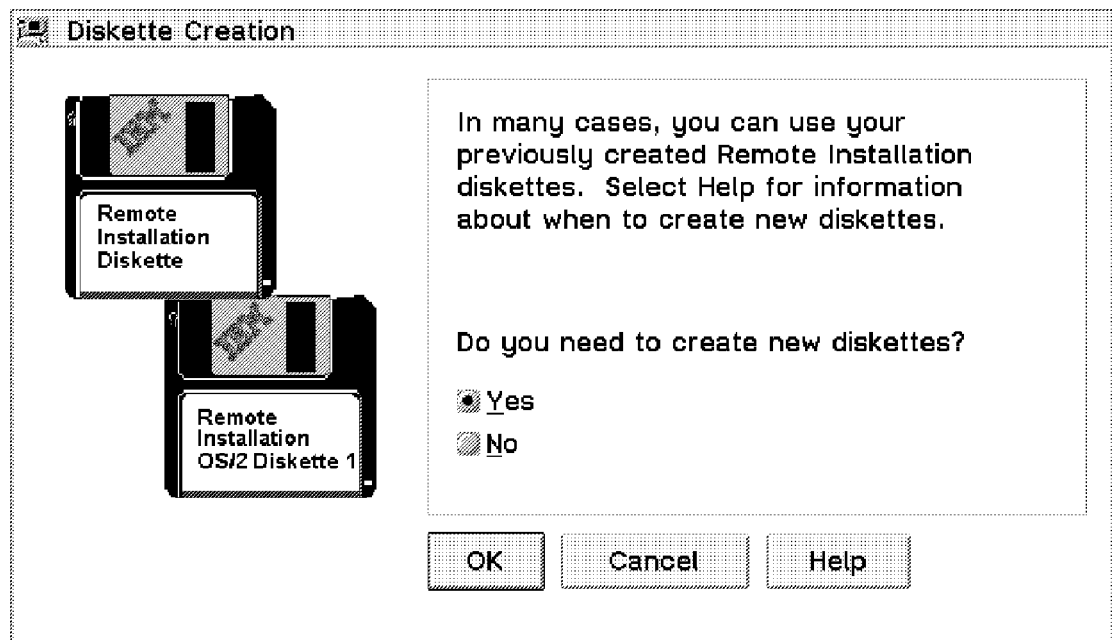 Diskette Creation
IBM
Remote
Installation
Diskette
IBM
Remote
Installation
OS/2 Diskette 1
In many cases, you can use your
previously created Remote Installation
diskettes. Select Help for information
about when to create new diskettes.
Do you need to create new diskettes?
Yes
No
OK
Cancel
Help